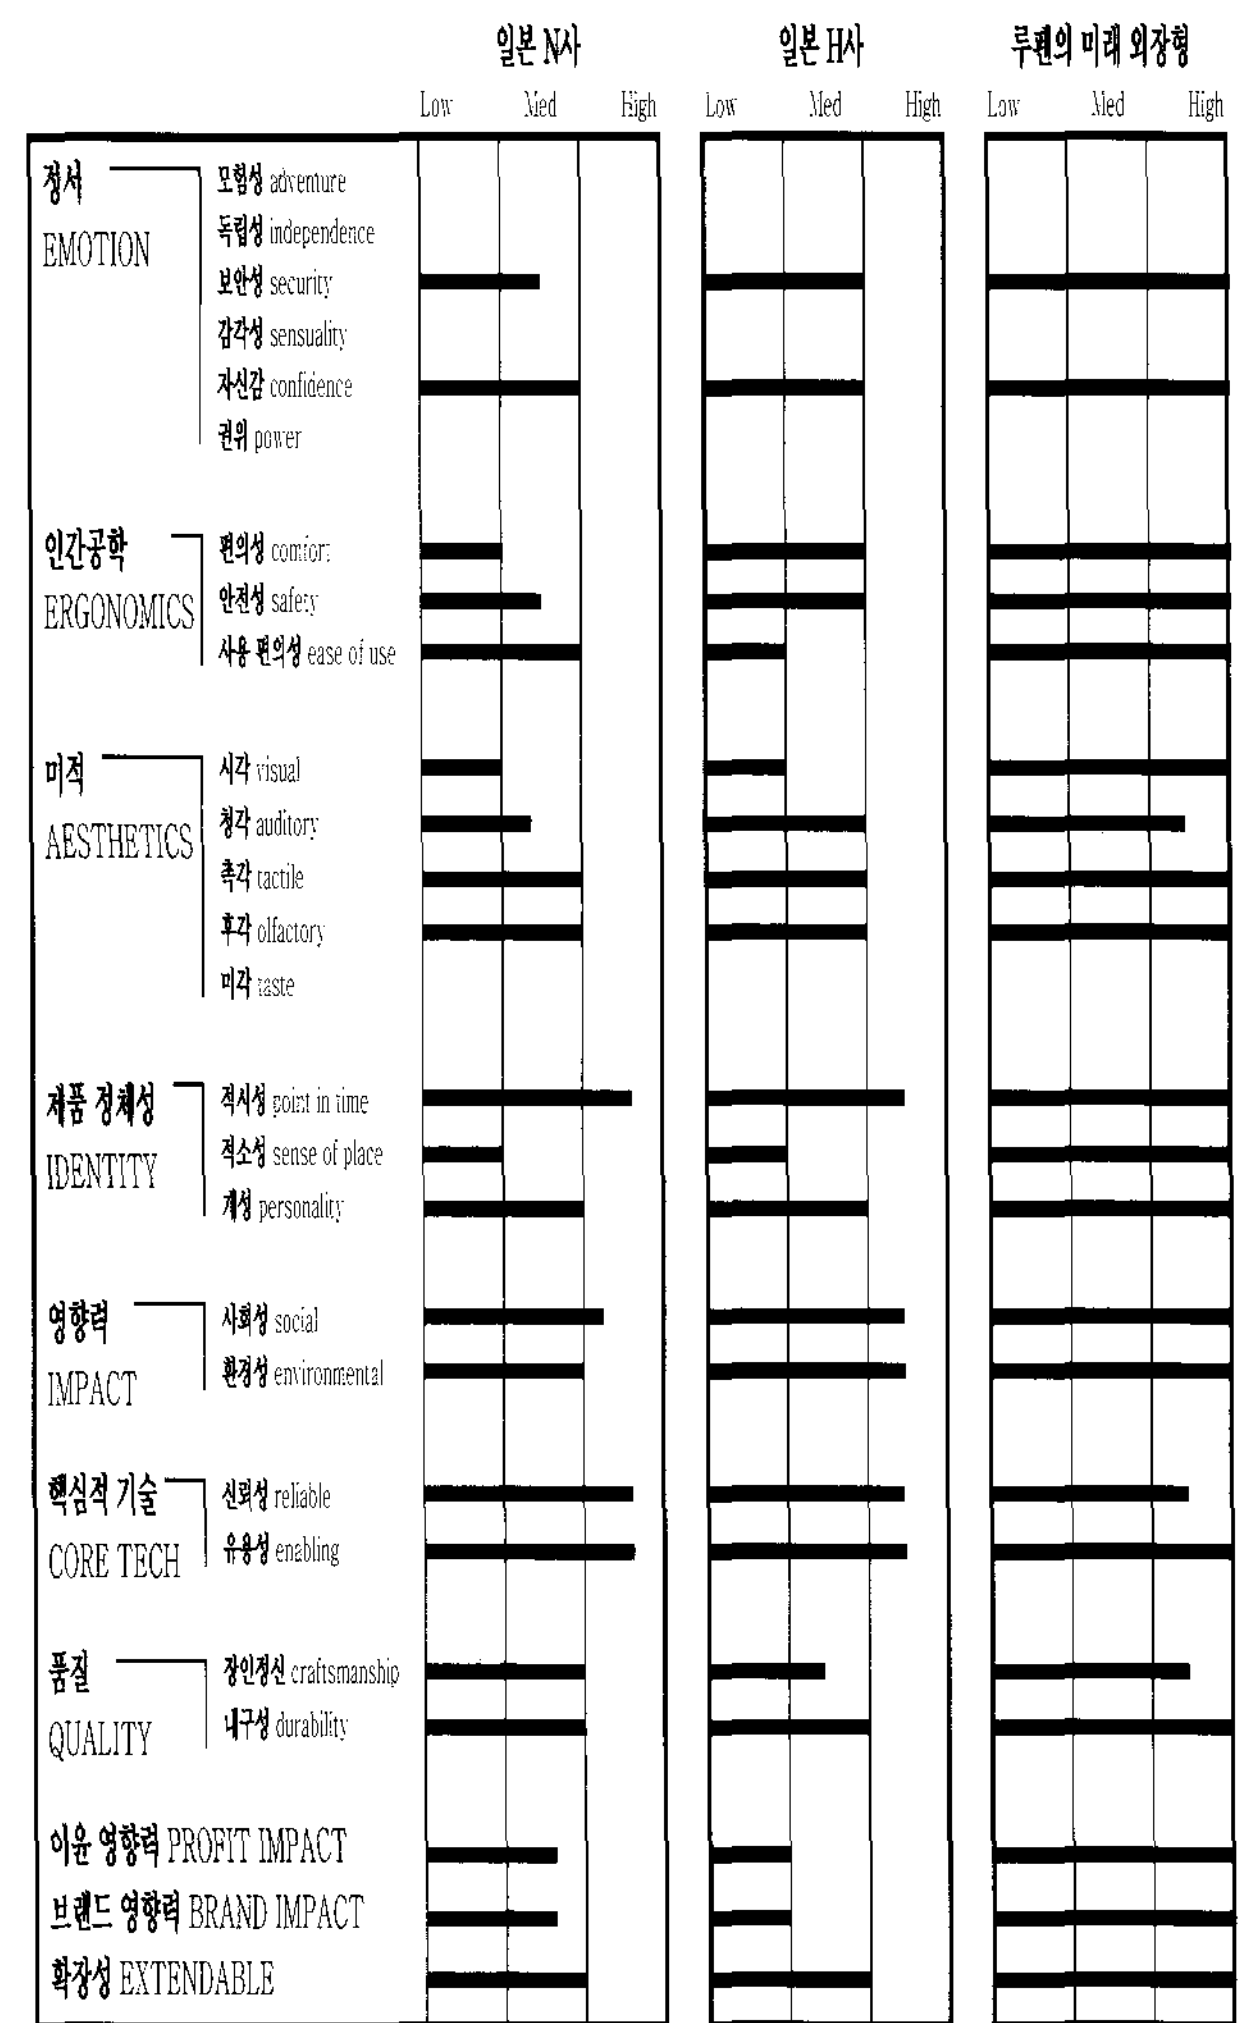 일본 N사 일본 H사 루펜의 미래 외장형
Low Med High Low Med High Low Med High
정서 모험성 adventure
EMOTION 독립성 independence
보안성 security
감각성 sensuality
자신감 confidence
권위 power
인간공학 편의성 comfort
ERGONOMICS 안전성 safety
사용 편의성 ease of use
미적 시각 visual
AESTHETICS 청각 auditory
촉각 tactile
후각 olfactory
미각 taste
제품 정체성 적시성 point in time
IDENTITY 적소성 sense of place
개성 personality
영향력 사회성 social
IMPACT 환경성 environmental
핵심적 기술 신뢰성 reliable
CORE TECH 유용성 enabling
품질 장인정신 craftsmanship
QUALITY 내구성 durability
이윤 영향력 PROFIT IMPACT
브랜드 영향력 BRAND IMPACT
확장성 EXTENDABLE